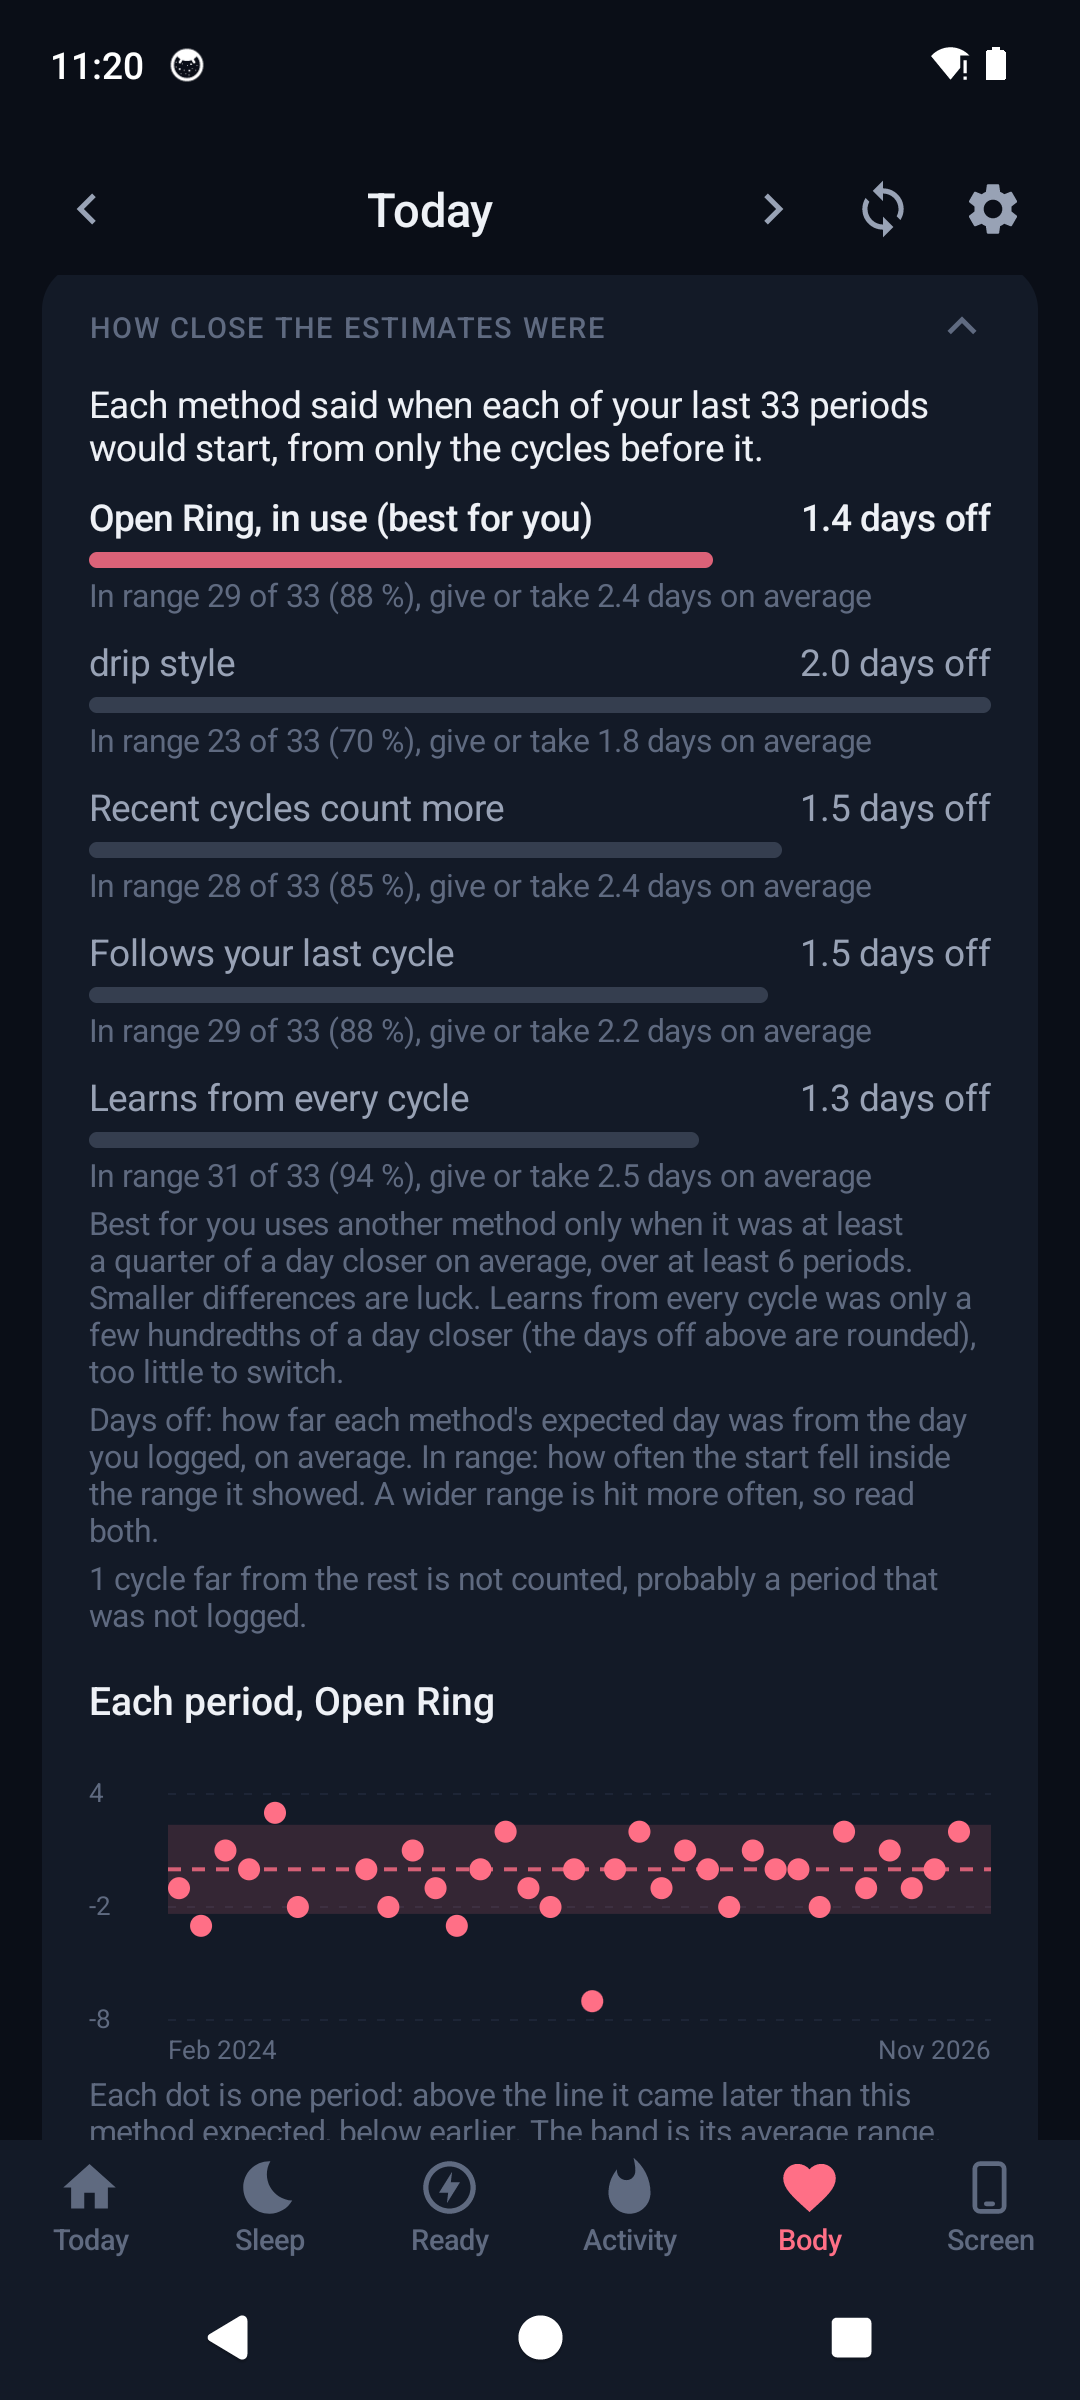 11:20
Today
HOW CLOSE THE ESTIMATES WERE
Each method said when each of your last 33 periods
would start, from only the cycles before it.
Open Ring, in use (best for you) 1.4 days off
In range 29 of 33 (88 %), give or take 2.4 days on average
drip style 2.0 days off
In range 23 of 33 (70 %), give or take 1.8 days on average
Recent cycles count more 1.5 days off
In range 28 of 33 (85 %), give or take 2.4 days on average
Follows your last cycle 1.5 days off
In range 29 of 33 (88 %), give or take 2.2 days on average
Learns from every cycle 1.3 days off
In range 31 of 33 (94 %), give or take 2.5 days on average
Best for you uses another method only when it was at least
a quarter of a day closer on average, over at least 6 periods.
Smaller differences are luck. Learns from every cycle was only a
few hundredths of a day closer (the days off above are rounded),
too little to switch.
Days off: how far each method's expected day was from the day
you logged, on average. In range: how often the start fell inside
the range it showed. A wider range is hit more often, so read
both.
1 cycle far from the rest is not counted, probably a period that
was not logged.
Each period, Open Ring
4
-2
-8
Feb 2024 Nov 2026
Each dot is one period: above the line it came later than this
method expected, below earlier. The band is its average range.
Today Sleep Ready Activity Body Screen